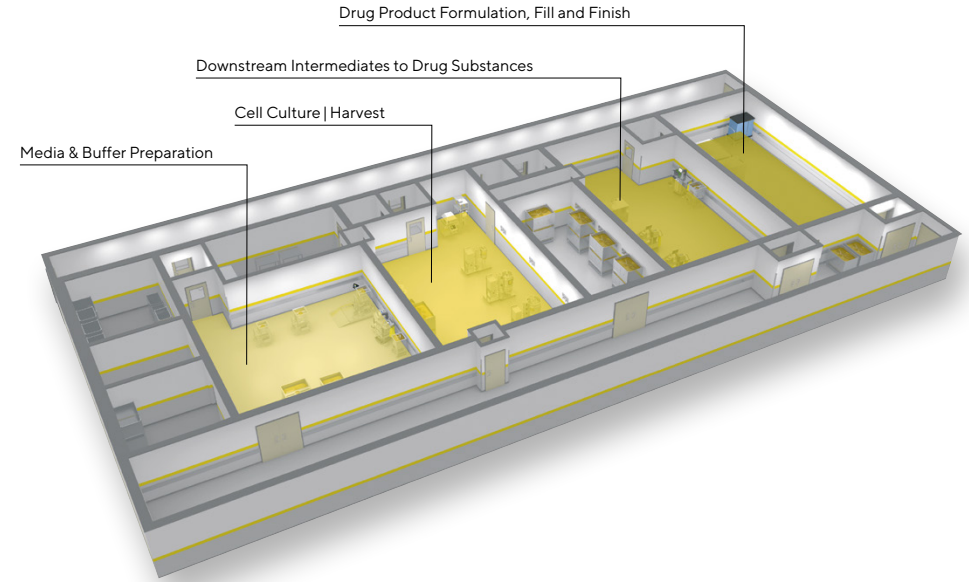 Drug Product Formulation, Fill and Finish
Downstream Intermediates to Drug Substances
Cell Culture | Harvest
Media & Buffer Preparation